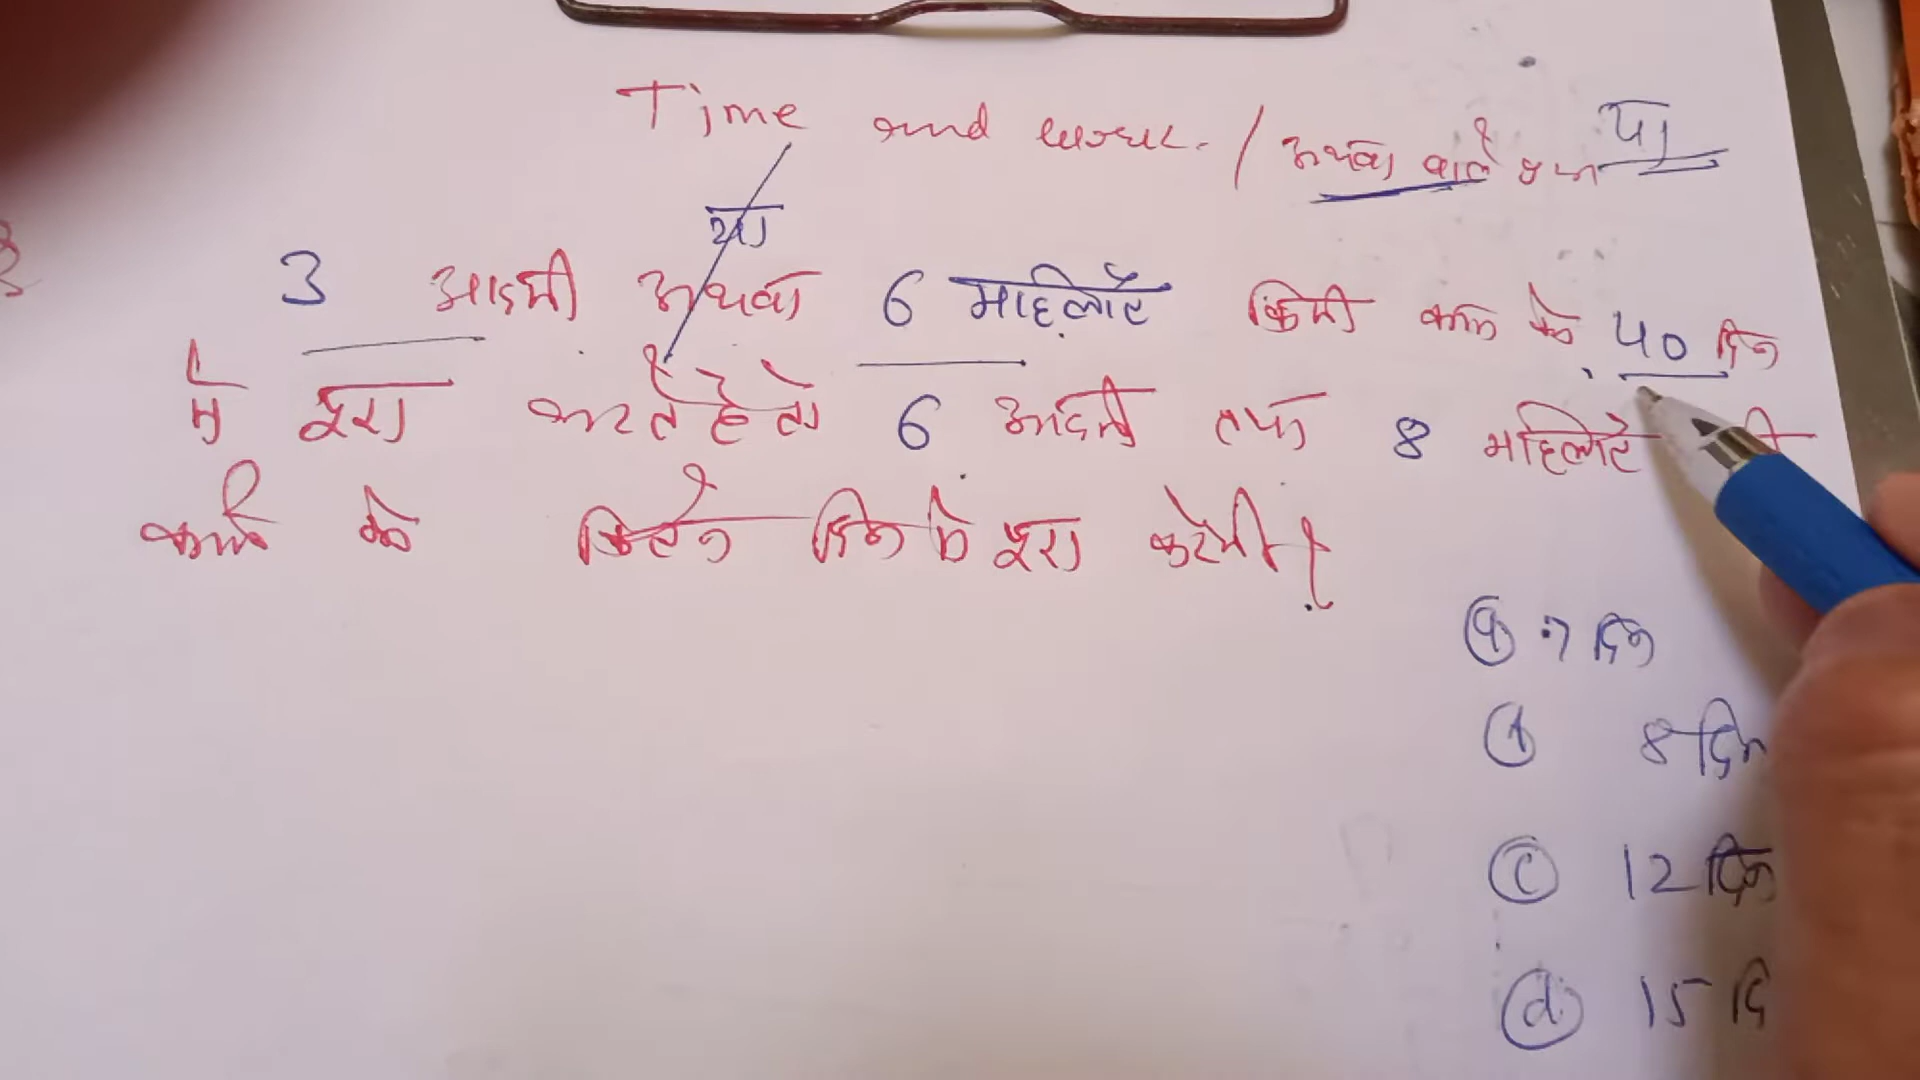 Time and work. / अथवा वाले प्रश्न या
या
3 आदमी अथवा 6 महिलाएँ किसी काम को 40 दिन
में पूरा करते है तो 6 आदमी तथा 8 महिलाएँ
काम को कितने दिन में पूरा करेगी ?
7 दिन
8 दिन
(c) 12 दिन
(d) 15 दि